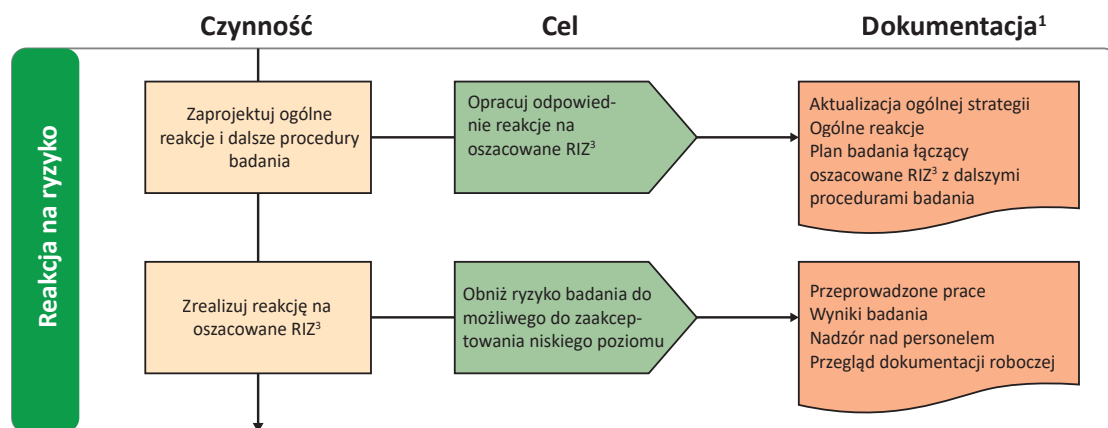 Czynność
Cel
Dokumentacja¹
Reakcja na ryzyko
Zaprojektuj ogólne
reakcje i dalsze procedury
badania
Opracuj odpowied-
nie reakcje na
oszacowane RIZ³
Aktualizacja ogólnej strategii
Ogólne reakcje
Plan badania łączący
oszacowane RIZ³ z dalszymi
procedurami badania
Zrealizuj reakcję na
oszacowane RIZ³
Obniż ryzyko badania do
możliwego do zaakcep-
towania niskiego poziomu
Przeprowadzone prace
Wyniki badania
Nadzór nad personelem
Przegląd dokumentacji roboczej